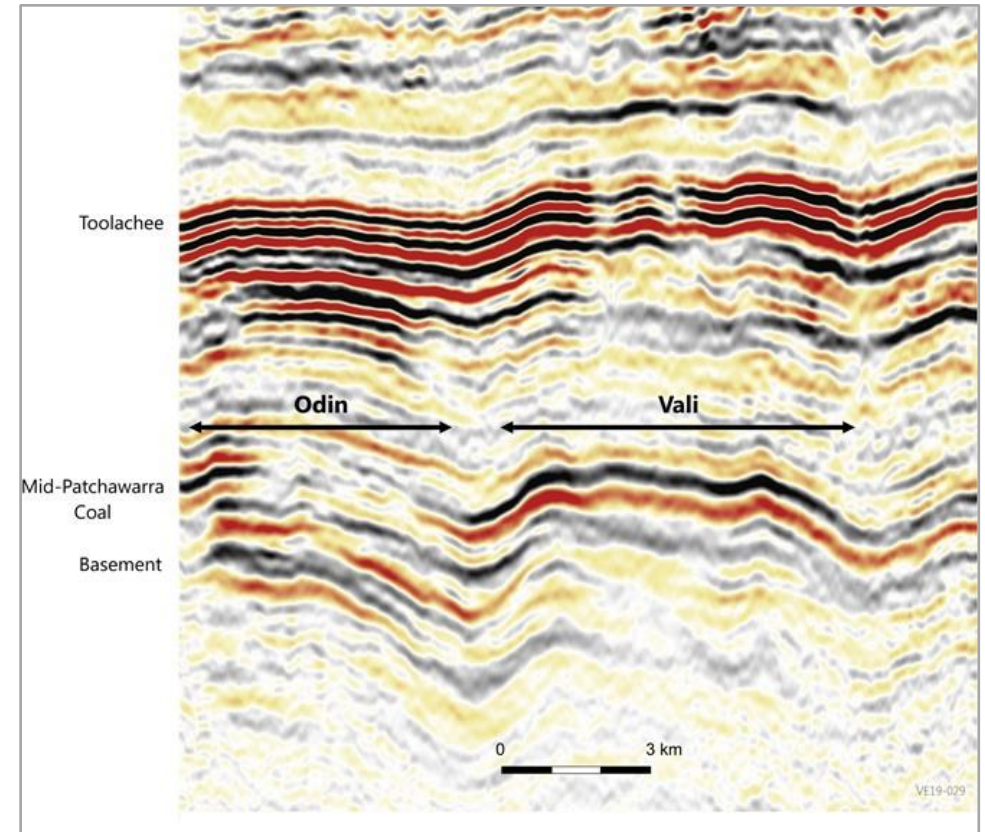 Toolachee
Odin
Vali
Mid-Patchawarra
Coal
Basement
0
3 km
VE19-029